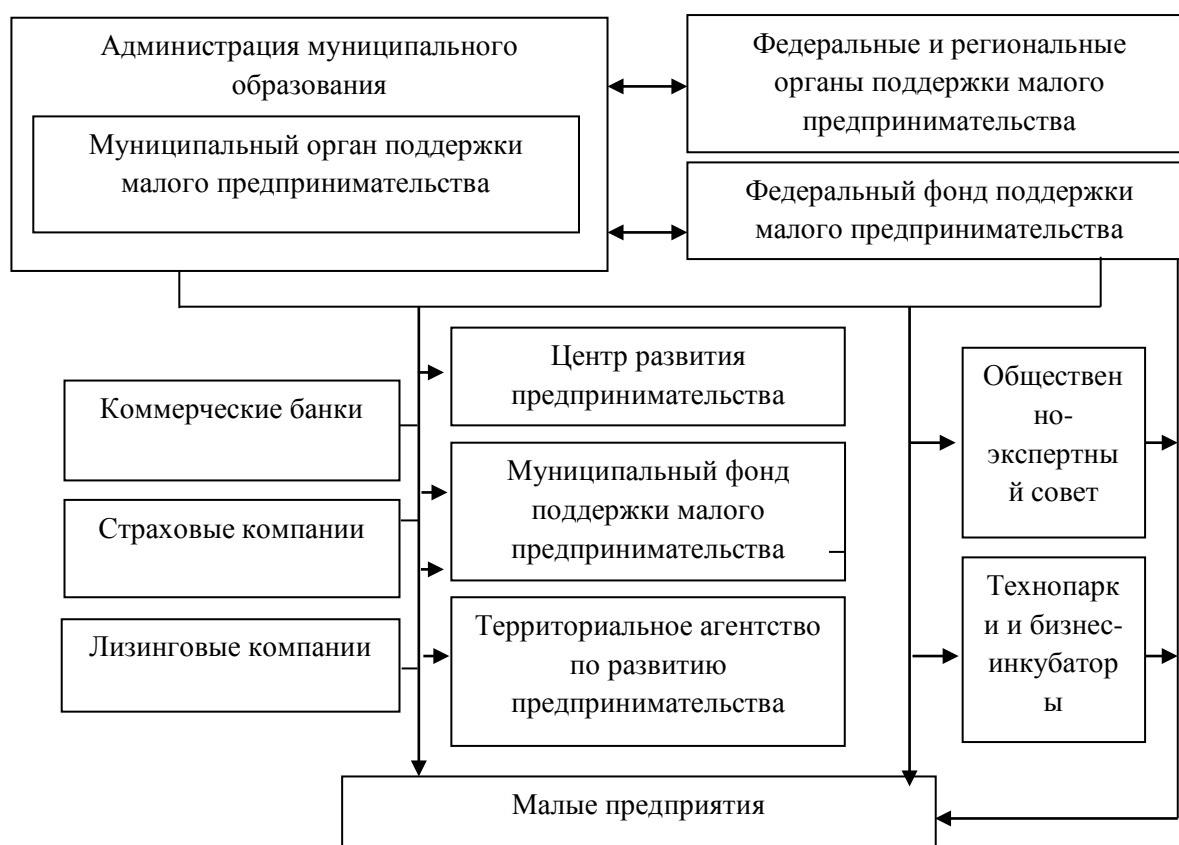 Администрация муниципального
образования
Муниципальный орган поддержки
малого предпринимательства
Федеральные и региональные
органы поддержки малого
предпринимательства
Федеральный фонд поддержки
малого предпринимательства
Коммерческие банки
Страховые компании
Лизинговые компании
Центр развития
предпринимательства
Муниципальный фонд
поддержки малого
предпринимательства
Территориальное агентство
по развитию
предпринимательства
Обществен
но-
экспертны
й совет
Технопарк
и и бизнес-
инкубатор
ы
Малые предприятия